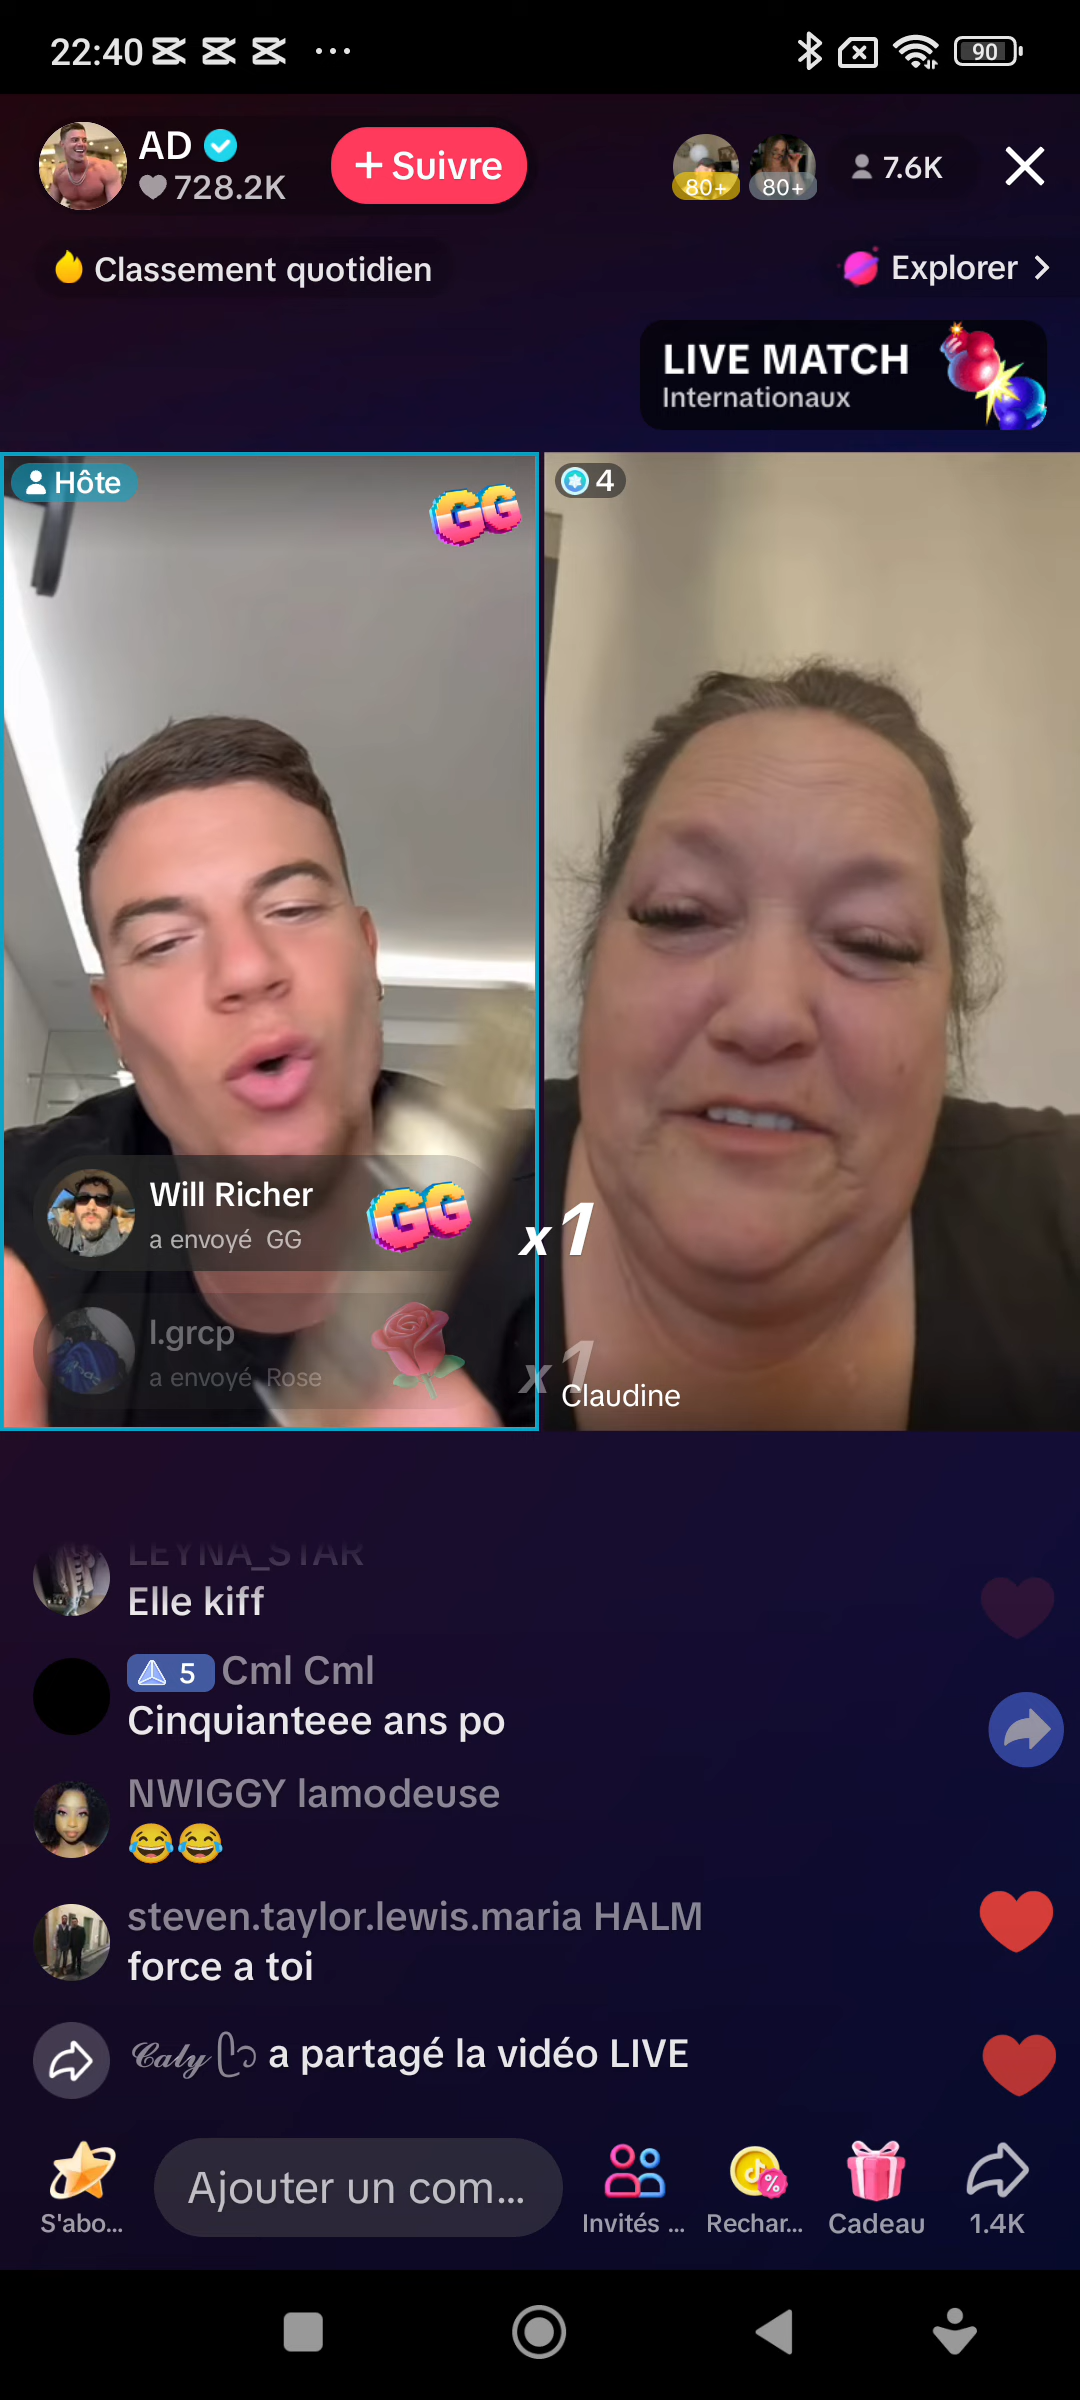 22:40
90
AD
728.2K
+ Suivre
80+
80+
7.6K
Classement quotidien
Explorer >
LIVE MATCH
Internationaux
Hôte
GG
4
Will Richer
a envoyé GG
GG
x1
l.grcp
a envoyé Rose
x1
Claudine
LEYNA_STAR
Elle kiff
5 Cml Cml
Cinquianteee ans po
NWIGGY lamodeuse
😂😂
steven.taylor.lewis.maria HALM
force a toi
𝒞𝒶𝓁𝓎 a partagé la vidéo LIVE
S'abo...
Ajouter un com...
Invités ...
Rechar...
Cadeau
1.4K